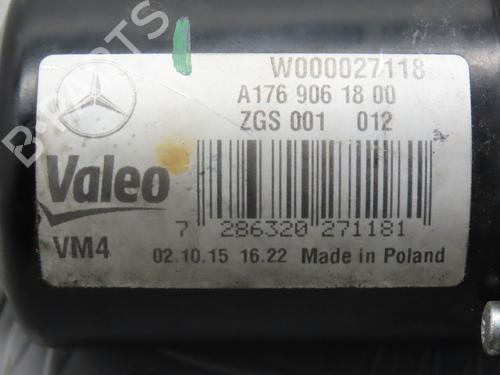 W000027118
A176 906 18 00
ZGS 001 012
Valeo
7 286320 271181
VM4 02.10.15 16.22 Made in Poland